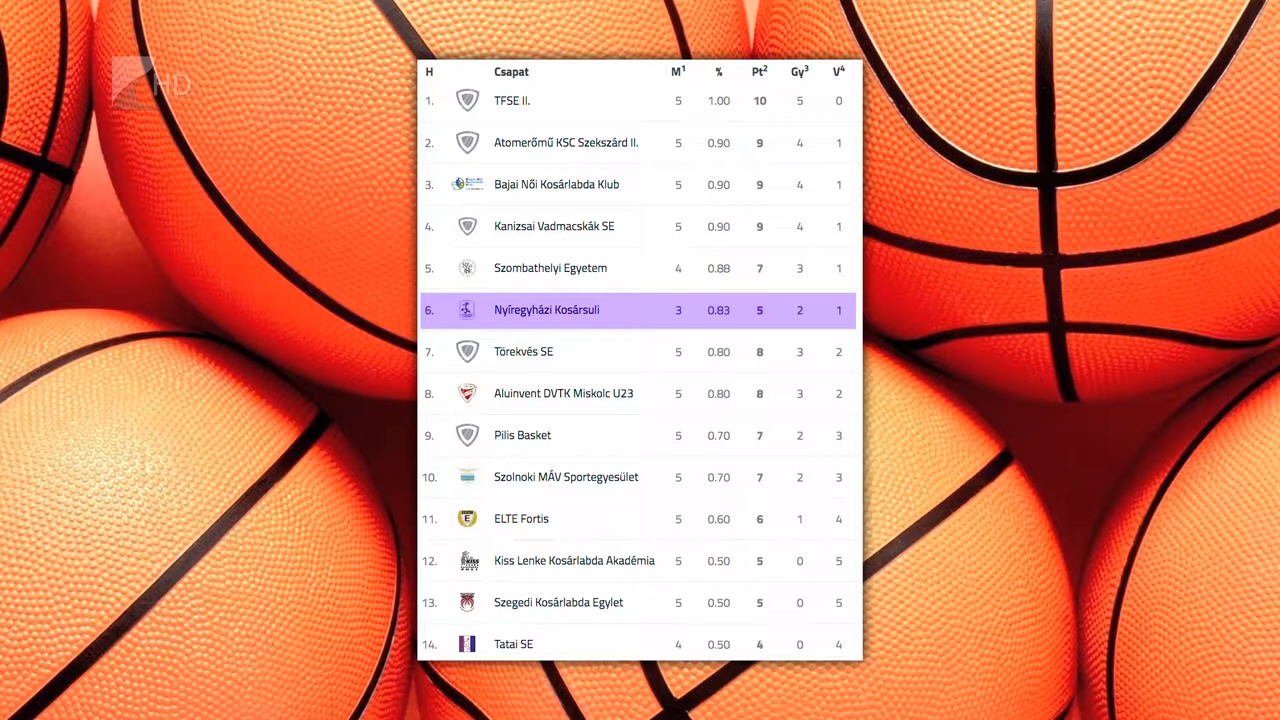 HD
H Csapat M¹ % Pt² Gy³ V⁴
1. TFSE II. 5 1.00 10 5 0
2. Atomerőmű KSC Szekszárd II. 5 0.90 9 4 1
3. Bajai Női Kosárlabda Klub 5 0.90 9 4 1
4. Kanizsai Vadmacskák SE 5 0.90 9 4 1
5. Szombathelyi Egyetem 4 0.88 7 3 1
6. Nyíregyházi Kosársuli 3 0.83 5 2 1
7. Törekvés SE 5 0.80 8 3 2
8. Aluinvent DVTK Miskolc U23 5 0.80 8 3 2
9. Pilis Basket 5 0.70 7 2 3
10. Szolnoki MÁV Sportegyesület 5 0.70 7 2 3
11. E ELTE Fortis 5 0.60 6 1 4
12. Kiss Lenke Kosárlabda Akadémia 5 0.50 5 0 5
13. Szegedi Kosárlabda Egylet 5 0.50 5 0 5
14. Tatai SE 4 0.50 4 0 4